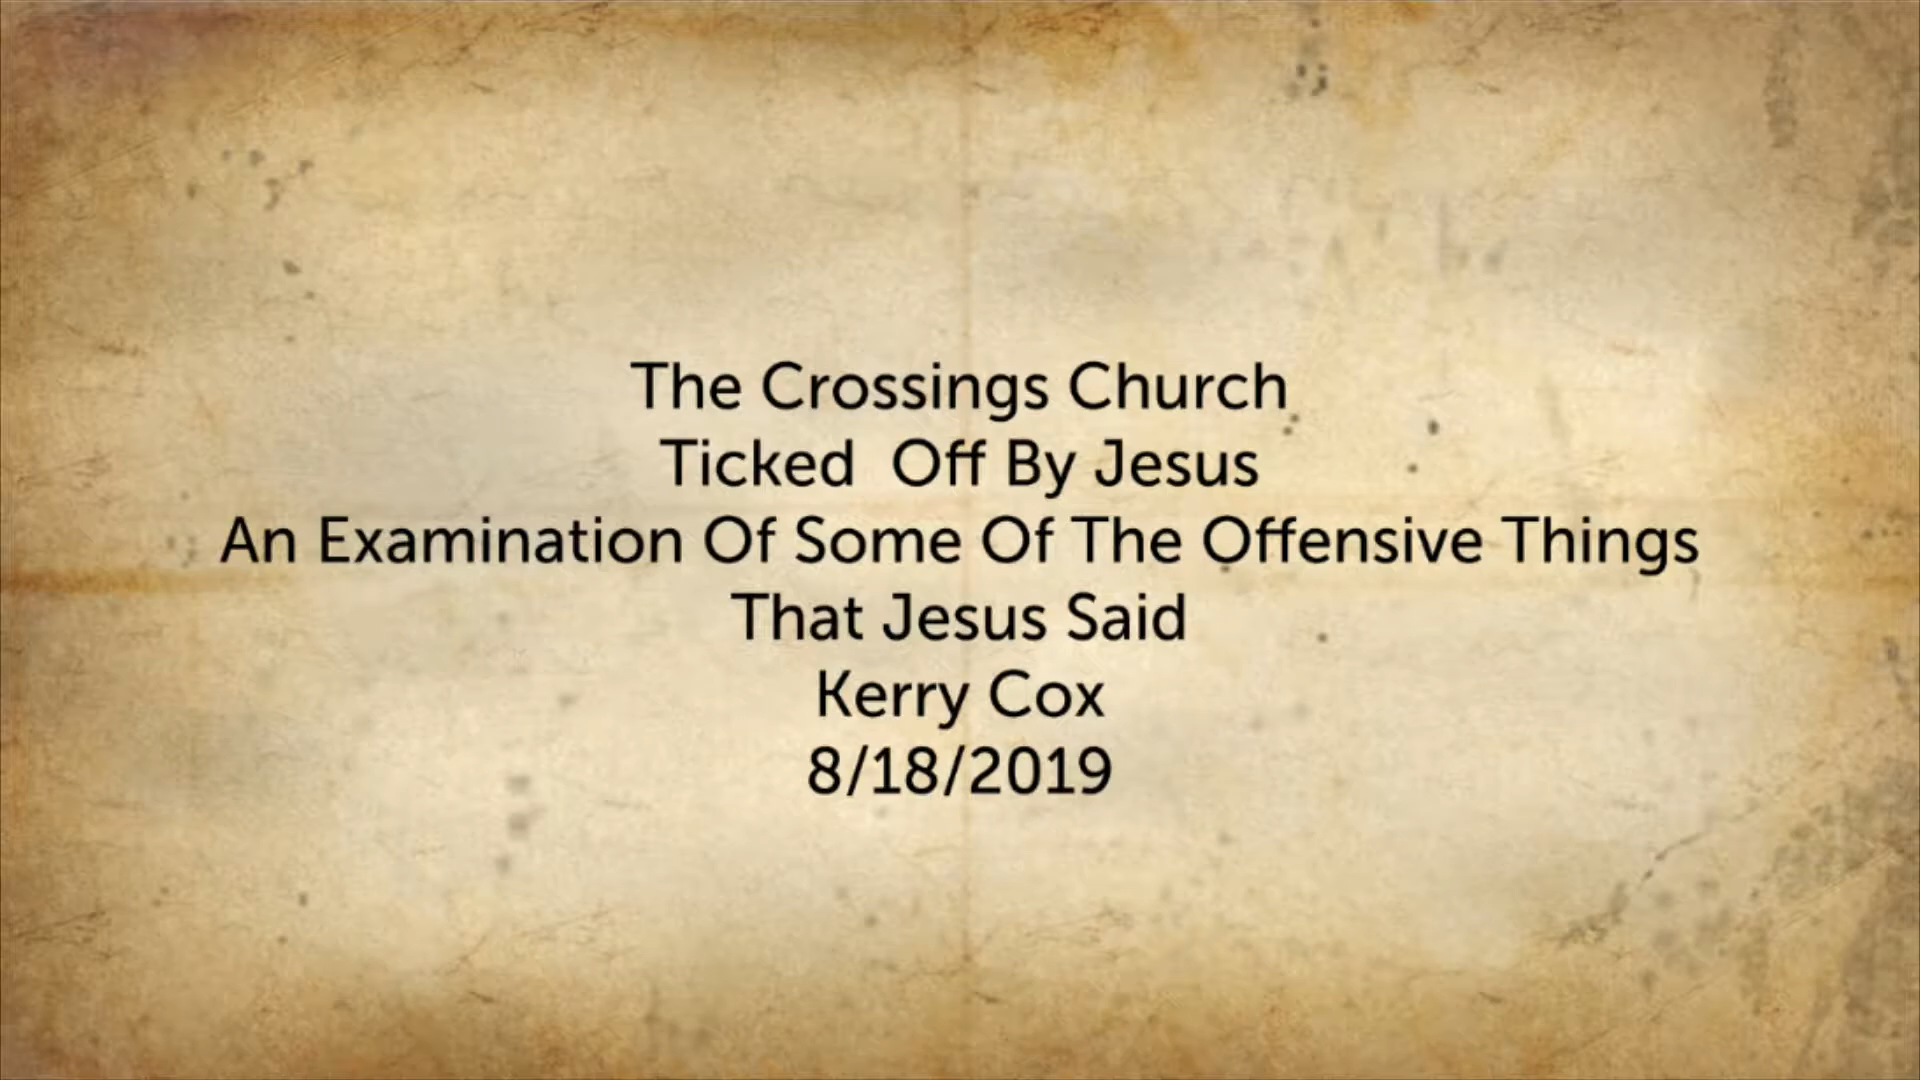 The Crossings Church
Ticked  Off By Jesus
An Examination Of Some Of The Offensive Things
That Jesus Said
Kerry Cox
8/18/2019